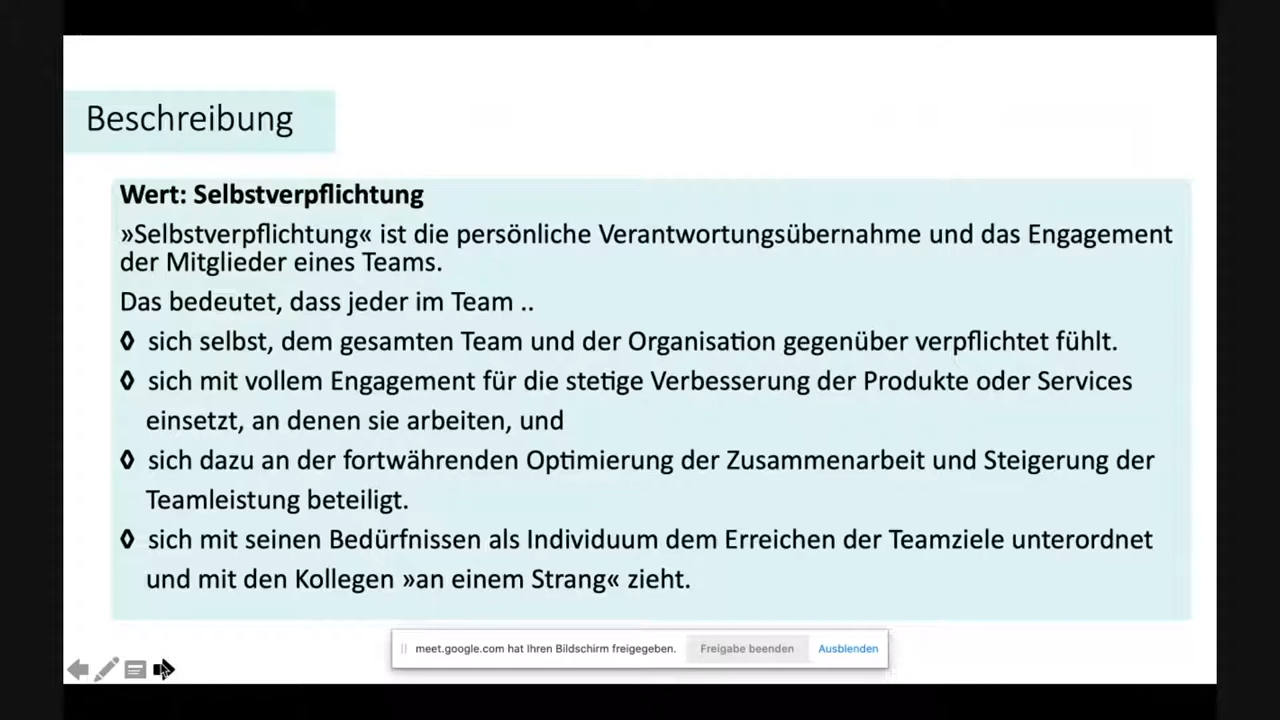 Beschreibung
Wert: Selbstverpflichtung
»Selbstverpflichtung« ist die persönliche Verantwortungsübernahme und das Engagement
der Mitglieder eines Teams.
Das bedeutet, dass jeder im Team ..
◊ sich selbst, dem gesamten Team und der Organisation gegenüber verpflichtet fühlt.
◊ sich mit vollem Engagement für die stetige Verbesserung der Produkte oder Services
einsetzt, an denen sie arbeiten, und
◊ sich dazu an der fortwährenden Optimierung der Zusammenarbeit und Steigerung der
Teamleistung beteiligt.
◊ sich mit seinen Bedürfnissen als Individuum dem Erreichen der Teamziele unterordnet
und mit den Kollegen »an einem Strang« zieht.
meet.google.com hat Ihren Bildschirm freigegeben. Freigabe beenden Ausblenden